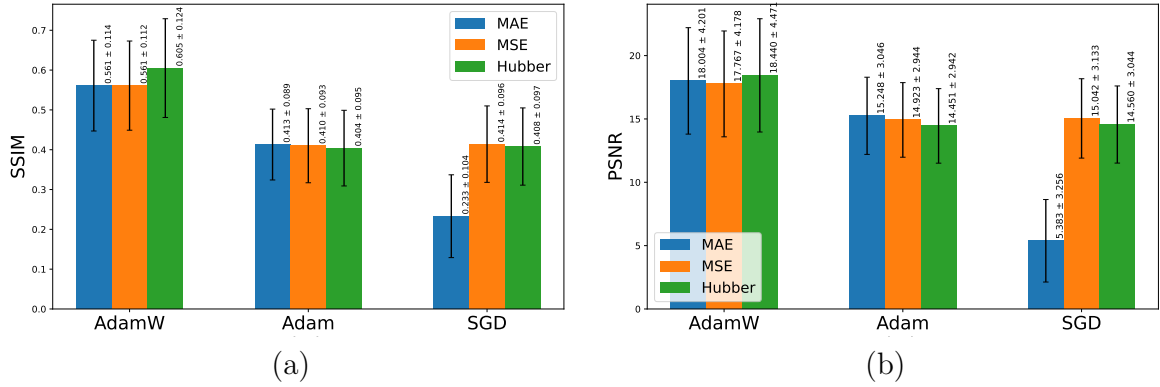 SSIM
0.7
0.6
0.5
0.4
0.3
0.2
0.1
0.0
0.561 ± 0.114
0.561 ± 0.112
0.605 ± 0.124
0.413 ± 0.089
0.410 ± 0.093
0.404 ± 0.095
0.233 ± 0.104
0.414 ± 0.096
0.408 ± 0.097
MAE
MSE
Hubber
AdamW
Adam
SGD
(a)
PSNR
20
15
10
5
0
18.004 ± 4.201
17.767 ± 4.178
18.440 ± 4.471
15.248 ± 3.046
14.923 ± 2.944
14.451 ± 2.942
5.383 ± 3.256
15.042 ± 3.133
14.560 ± 3.044
MAE
MSE
Hubber
AdamW
Adam
SGD
(b)